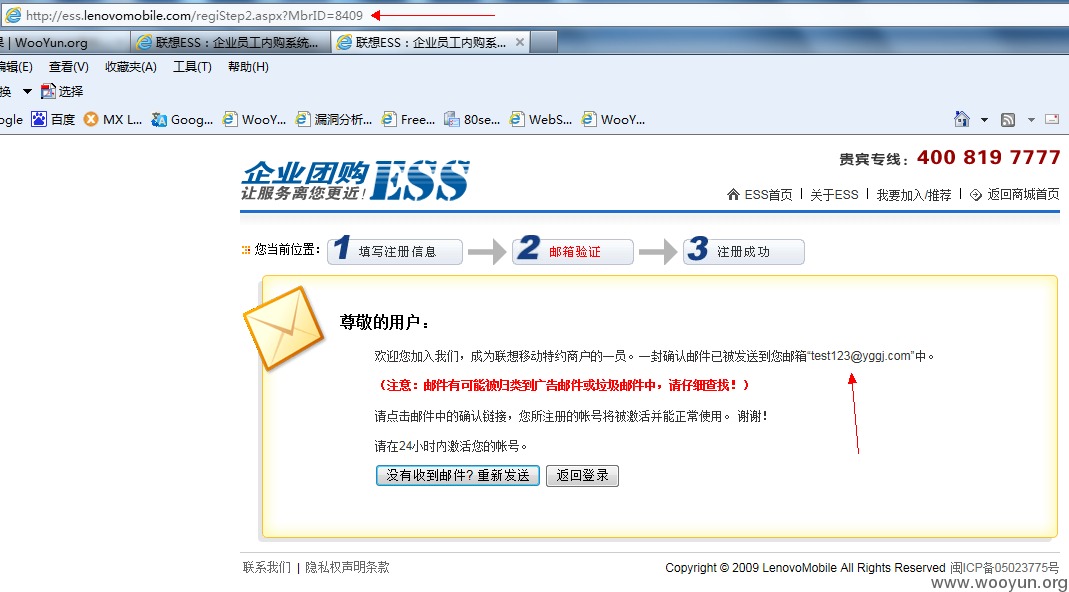 http://ess.lenovomobile.com/regiStep2.aspx?MbrID=8409
| WooYun.org 联想ESS：企业员工内购系统... 联想ESS：企业员工内购系...
编辑(E) 查看(V) 收藏夹(A) 工具(T) 帮助(H)
换 选择
ogle 百度 MX L... Goog... WooY... 漏洞分析... Free... 80se... WebS... WooY...
贵宾专线：400 819 7777
企业团购 ESS
让服务离您更近！
ESS首页 | 关于ESS | 我要加入/推荐 | 返回商城首页
您当前位置： 1 填写注册信息 2 邮箱验证 3 注册成功
尊敬的用户：
欢迎您加入我们，成为联想移动特约商户的一员。一封确认邮件已被发送到您邮箱“test123@yggj.com”中。
（注意：邮件有可能被归类到广告邮件或垃圾邮件中，请仔细查找！）
请点击邮件中的确认链接，您所注册的帐号将被激活并能正常使用。 谢谢！
请在24小时内激活您的帐号。
没有收到邮件? 重新发送 返回登录
联系我们 | 隐私权声明条款 Copyright © 2009 LenovoMobile All Rights Reserved 闽ICP备05023775号
www.wooyun.org